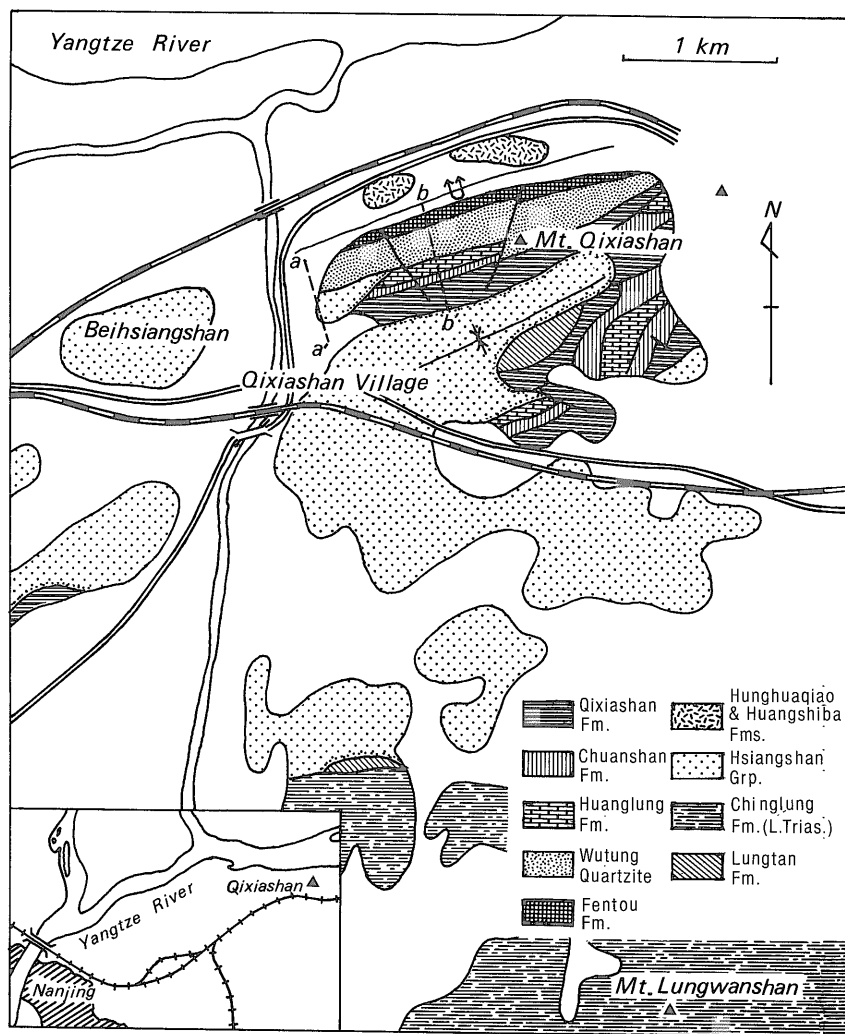 Yangtze River
1 km
N
b
Mt. Qixiashan
a
b
a'
Beihsiangshan
Qixiashan Village
Qixiashan
Fm.
Chuanshan
Fm.
Huanglung
Fm.
Wutung
Quartzite
Fentou
Fm.
Hunghuaqiao
& Huangshiba
Fms.
Hsiangshan
Grp.
Chinglung
Fm. (L.Trias.)
Lungtan
Fm.
Qixiashan
Yangtze River
Nanjing
Mt. Lungwanshan